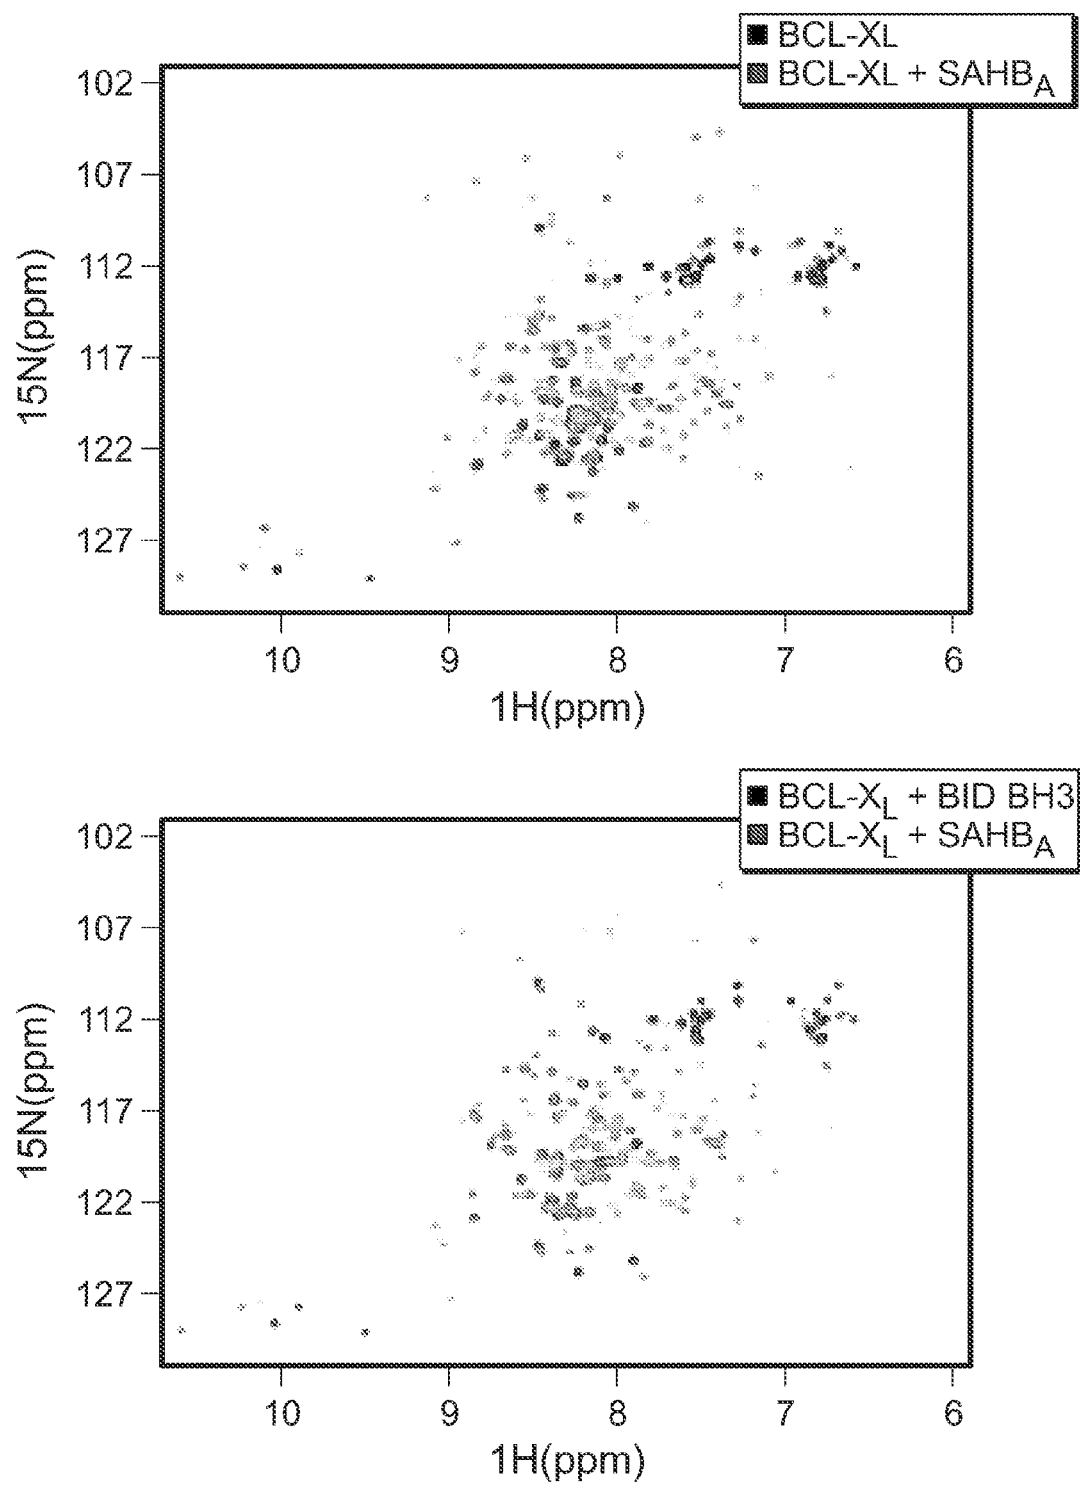 BCL-XL
BCL-XL + SAHBA
102
107
112
117
122
127
15N(ppm)
10 9 8 7 6
1H(ppm)
BCL-XL + BID BH3
BCL-XL + SAHBA
102
107
112
117
122
127
15N(ppm)
10 9 8 7 6
1H(ppm)